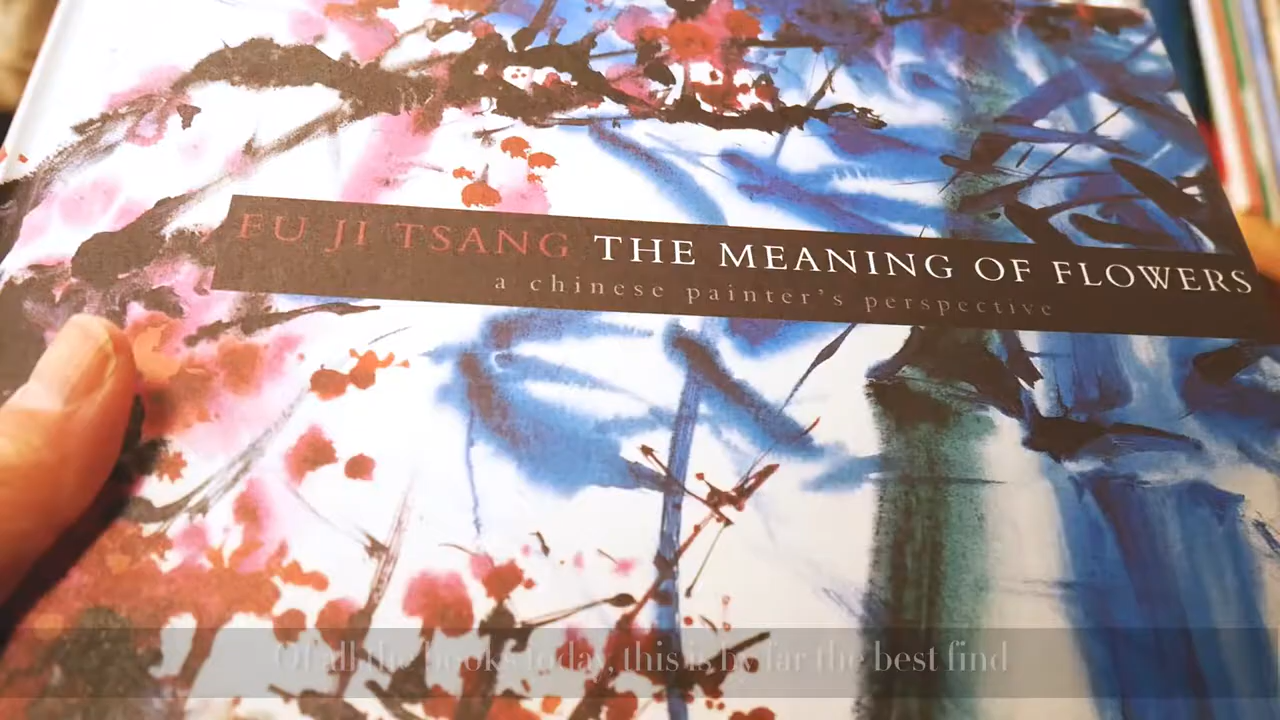 FU JI TSANG THE MEANING OF FLOWERS
a chinese painter's perspective
Of all the books today, this is by far the best find